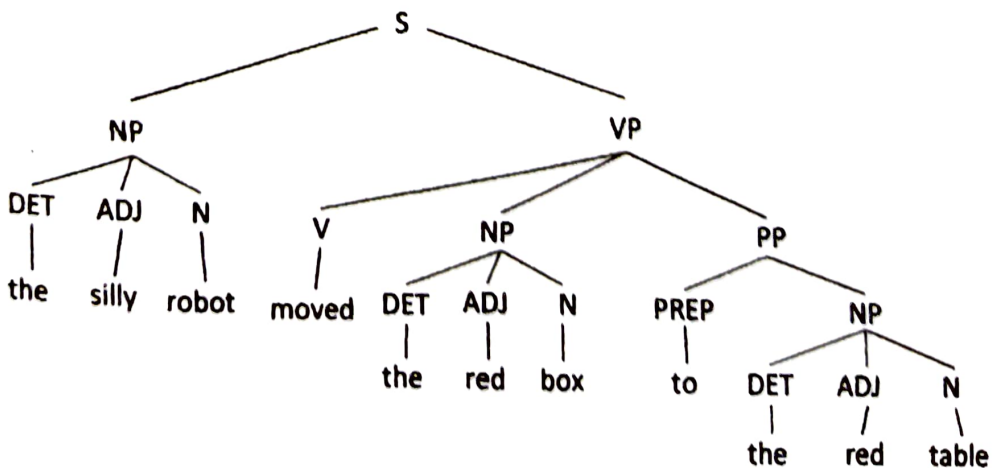 S
NP VP
DET ADJ N V NP PP
the silly robot moved DET ADJ N PREP NP
the red box to DET ADJ N
the red table